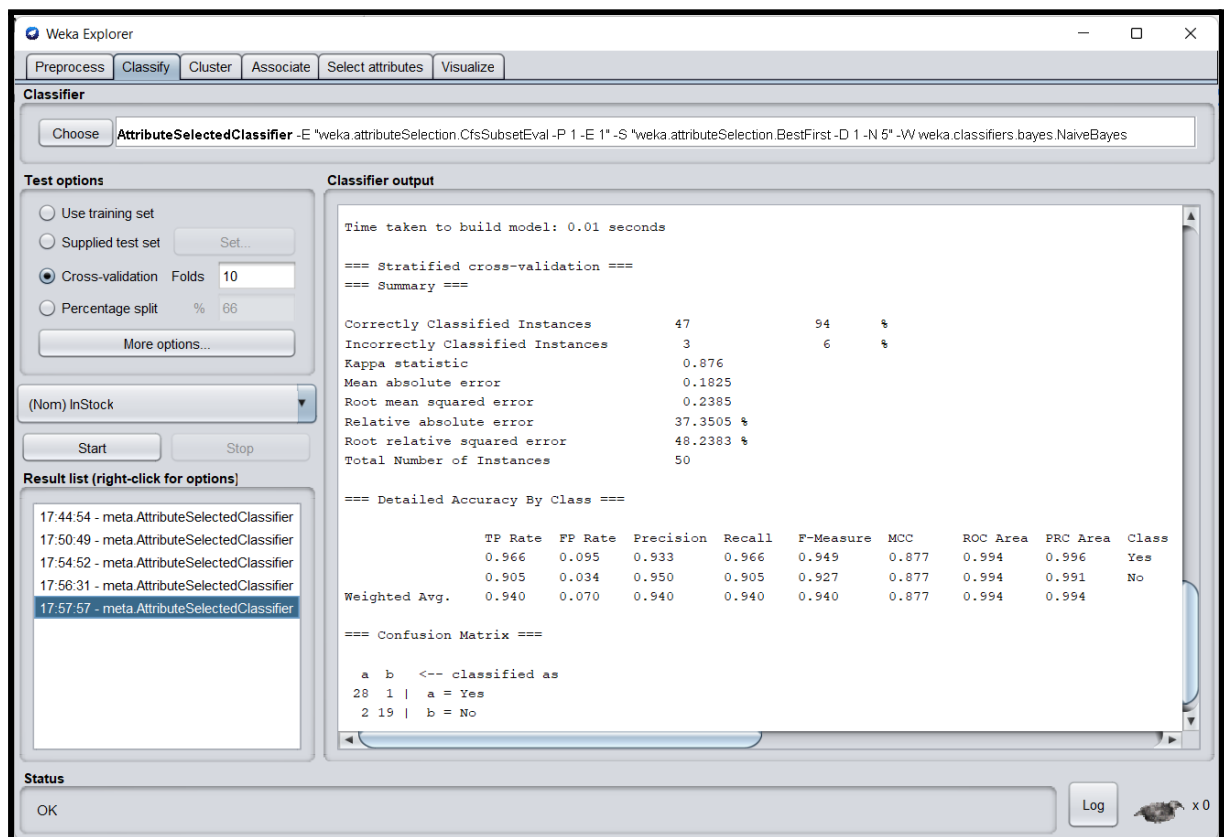 Weka Explorer
Preprocess Classify Cluster Associate Select attributes Visualize
Classifier
Choose AttributeSelectedClassifier -E "weka.attributeSelection.CfsSubsetEval -P 1 -E 1" -S "weka.attributeSelection.BestFirst -D 1 -N 5" -W weka.classifiers.bayes.NaiveBayes
Test options
Use training set
Supplied test set Set...
Cross-validation Folds 10
Percentage split % 66
More options...
(Nom) InStock
Start Stop
Result list (right-click for options)
17:44:54 - meta.AttributeSelectedClassifier
17:50:49 - meta.AttributeSelectedClassifier
17:54:52 - meta.AttributeSelectedClassifier
17:56:31 - meta.AttributeSelectedClassifier
17:57:57 - meta.AttributeSelectedClassifier
Classifier output
Time taken to build model: 0.01 seconds
=== Stratified cross-validation ===
=== Summary ===
Correctly Classified Instances 47 94 %
Incorrectly Classified Instances 3 6 %
Kappa statistic 0.876
Mean absolute error 0.1825
Root mean squared error 0.2385
Relative absolute error 37.3505 %
Root relative squared error 48.2383 %
Total Number of Instances 50
=== Detailed Accuracy By Class ===
TP Rate FP Rate Precision Recall F-Measure MCC ROC Area PRC Area Class
0.966 0.095 0.933 0.966 0.949 0.877 0.994 0.996 Yes
0.905 0.034 0.950 0.905 0.927 0.877 0.994 0.991 No
Weighted Avg. 0.940 0.070 0.940 0.940 0.940 0.877 0.994 0.994
=== Confusion Matrix ===
a b <-- classified as
28 1 | a = Yes
2 19 | b = No
Status
OK
Log x 0